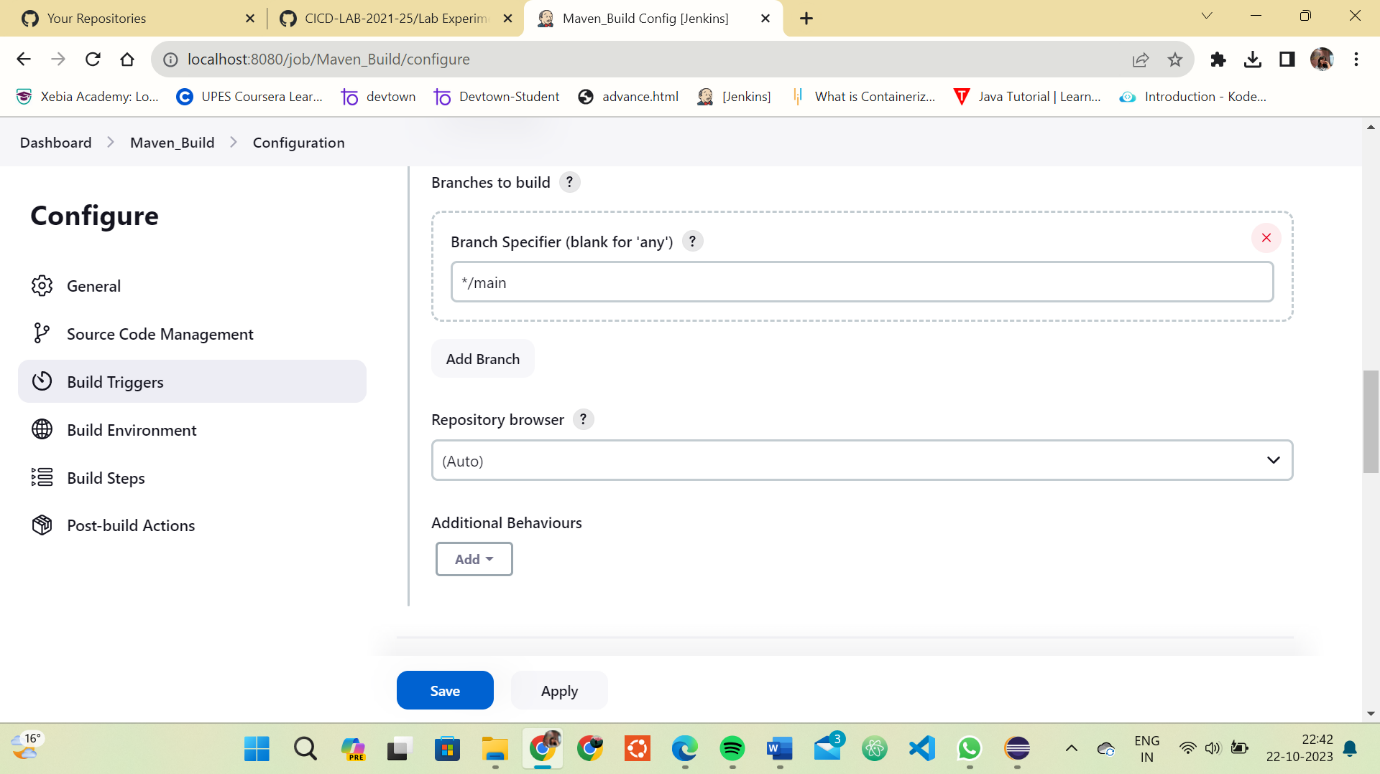 Your Repositories
CICD-LAB-2021-25/Lab Experim
Maven_Build Config [Jenkins]
localhost:8080/job/Maven_Build/configure
Xebia Academy: Lo...
UPES Coursera Lear...
devtown
Devtown-Student
advance.html
[Jenkins]
What is Containeriz...
Java Tutorial | Learn...
Introduction - Kode...
Dashboard
Maven_Build
Configuration
Configure
General
Source Code Management
Build Triggers
Build Environment
Build Steps
Post-build Actions
Branches to build ?
Branch Specifier (blank for 'any') ?
*/main
Add Branch
Repository browser ?
(Auto)
Additional Behaviours
Add
Save
Apply
16°
PRE
3
ENG
IN
22:42
22-10-2023